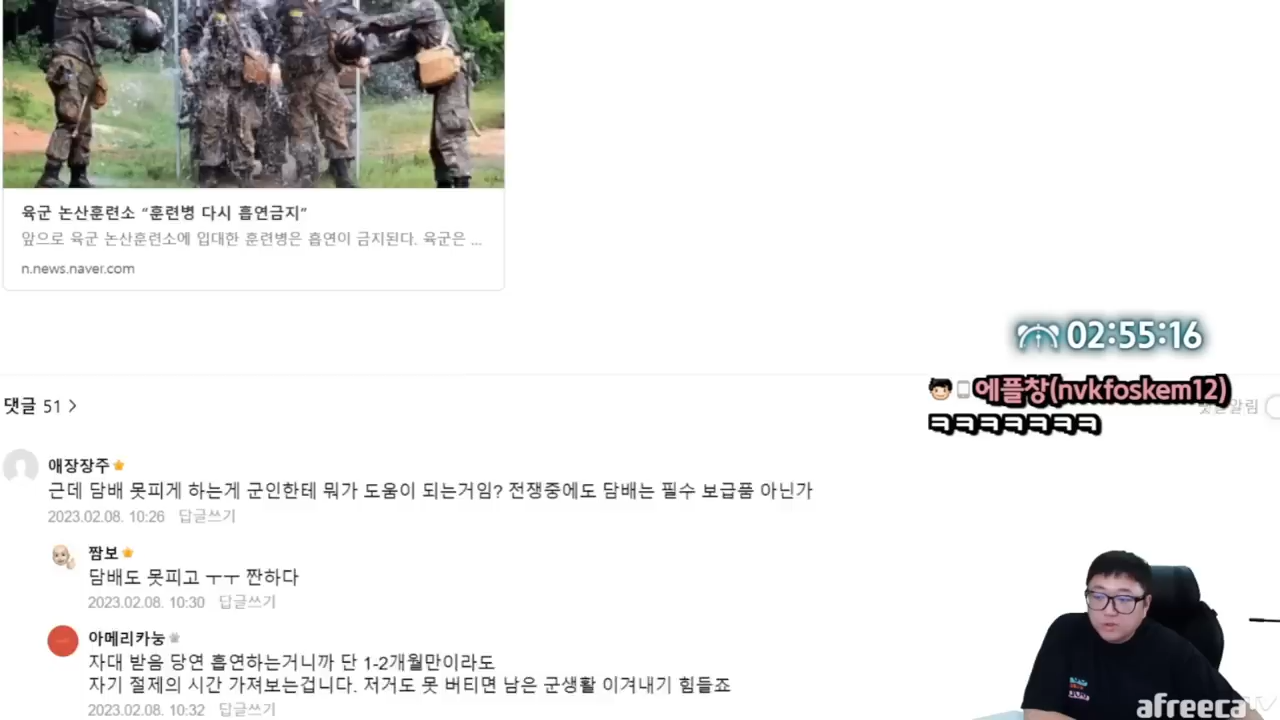 육군 논산훈련소 “훈련병 다시 흡연금지”
앞으로 육군 논산훈련소에 입대한 훈련병은 흡연이 금지된다. 육군은 ...
n.news.naver.com
02:55:16
에플창(nvkfoskem12)
ㅋㅋㅋㅋㅋㅋㅋ
댓글 51
댓글알림
애장장주
근데 담배 못피게 하는게 군인한테 뭐가 도움이 되는거임? 전쟁중에도 담배는 필수 보급품 아닌가
2023.02.08. 10:26 답글쓰기
짬보
담배도 못피고 ㅜㅜ 짠하다
2023.02.08. 10:30 답글쓰기
아메리카눙
자대 받음 당연 흡연하는거니까 단 1-2개월만이라도
자기 절제의 시간 가져보는겁니다. 저거도 못 버티면 남은 군생활 이겨내기 힘들죠
2023.02.08. 10:32 답글쓰기
afreecaTV